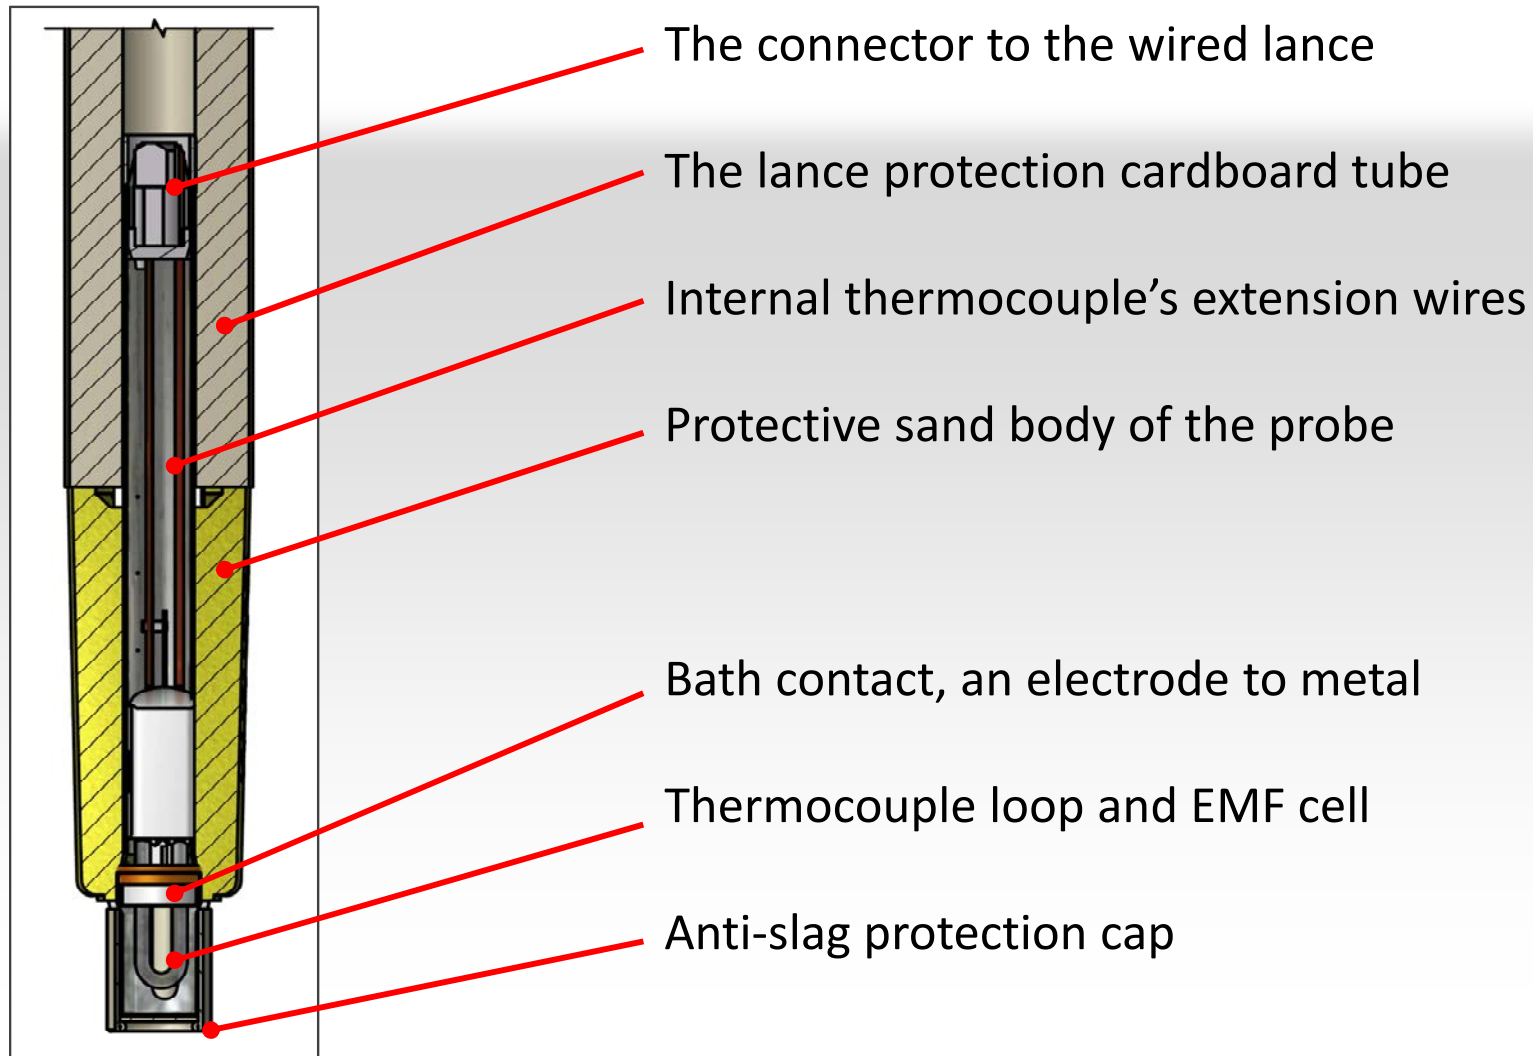 The connector to the wired lance
The lance protection cardboard tube
Internal thermocouple’s extension wires
Protective sand body of the probe
Bath contact, an electrode to metal
Thermocouple loop and EMF cell
Anti-slag protection cap